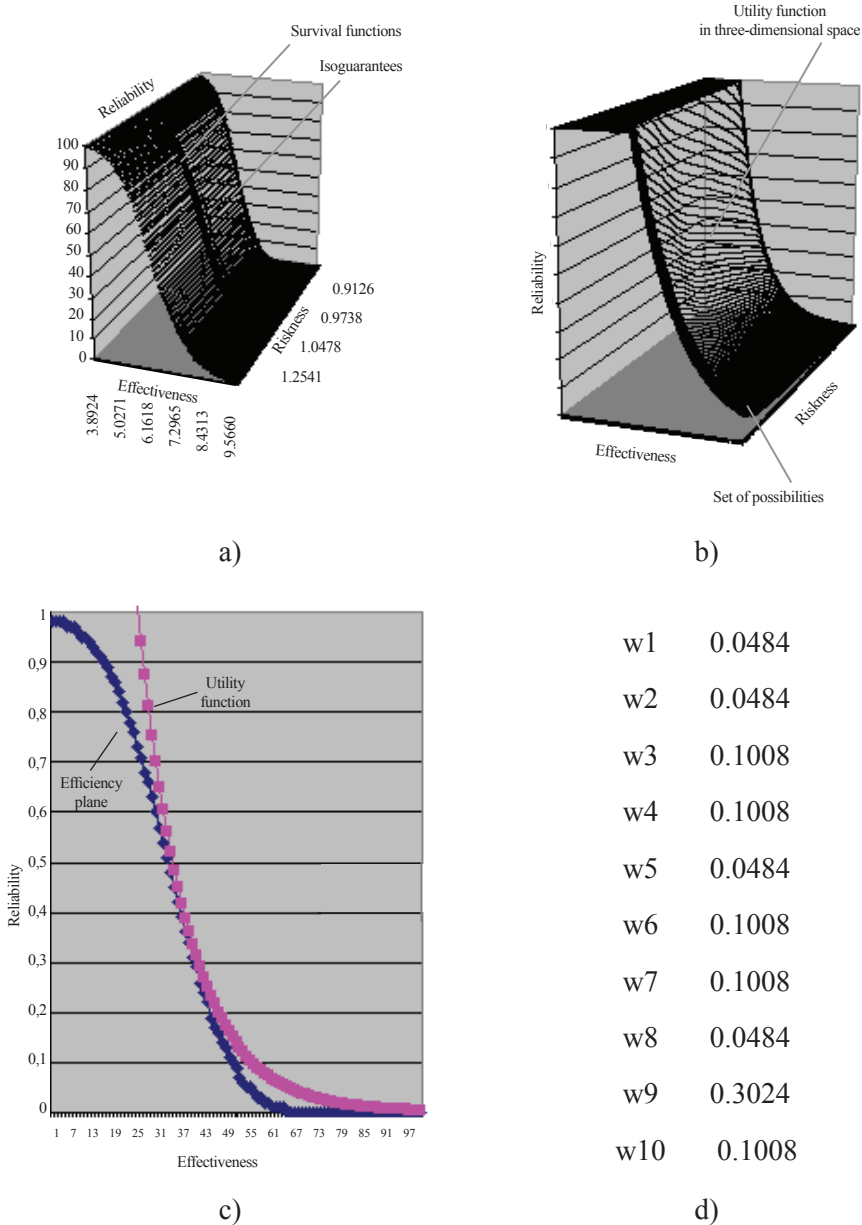 Survival functions
Isoguarantees
Reliability
100
90
80
70
60
50
40
30
20
10
0
0.9126
0.9738
1.0478
1.2541
Riskness
Effectiveness
3.8924
5.0271
6.1618
7.2965
8.4313
9.5660
a)
Utility function
in three-dimensional space
Reliability
Riskness
Effectiveness
Set of possibilities
b)
1
0,9
0,8
0,7
0,6
0,5
0,4
0,3
0,2
0,1
0
Reliability
Utility
function
Efficiency
plane
1 7 13 19 25 31 37 43 49 55 61 67 73 79 85 91 97
Effectiveness
c)
w1 0.0484
w2 0.0484
w3 0.1008
w4 0.1008
w5 0.0484
w6 0.1008
w7 0.1008
w8 0.0484
w9 0.3024
w10 0.1008
d)